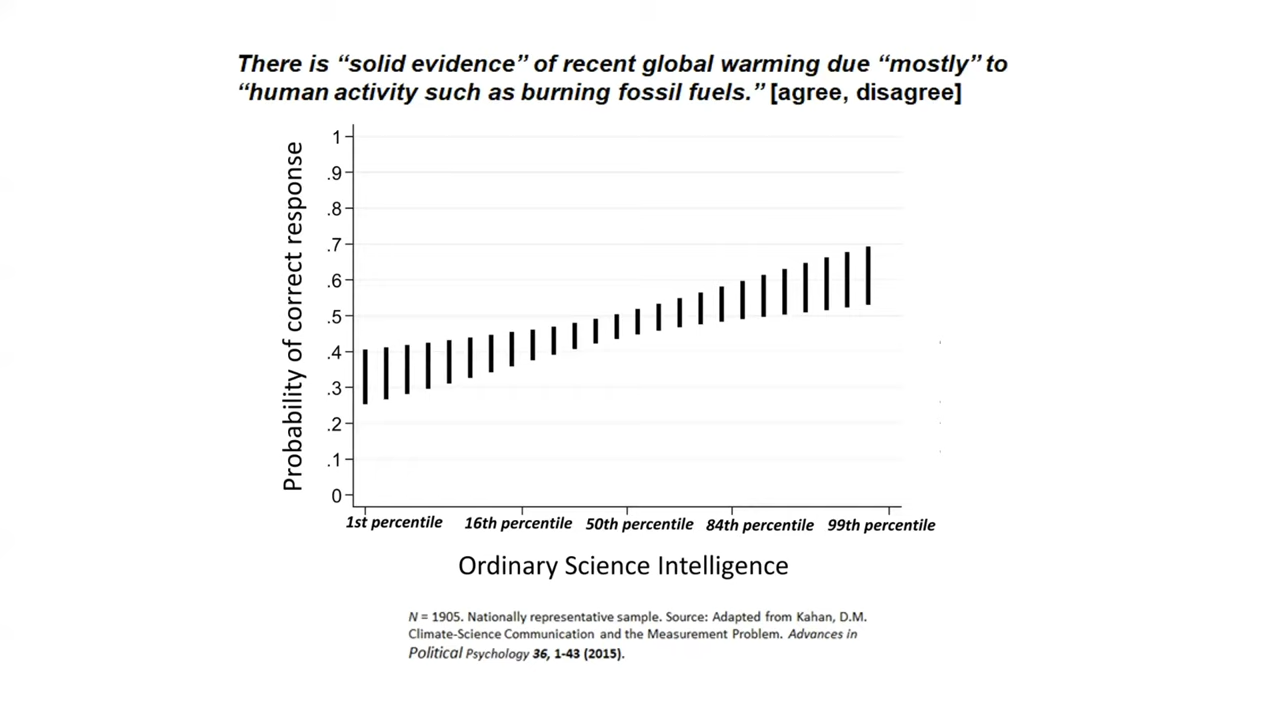 There is “solid evidence” of recent global warming due “mostly” to
“human activity such as burning fossil fuels.” [agree, disagree]
Probability of correct response
1
.9
.8
.7
.6
.5
.4
.3
.2
.1
0
1st percentile 16th percentile 50th percentile 84th percentile 99th percentile
Ordinary Science Intelligence
N = 1905. Nationally representative sample. Source: Adapted from Kahan, D.M.
Climate-Science Communication and the Measurement Problem. Advances in
Political Psychology 36, 1-43 (2015).